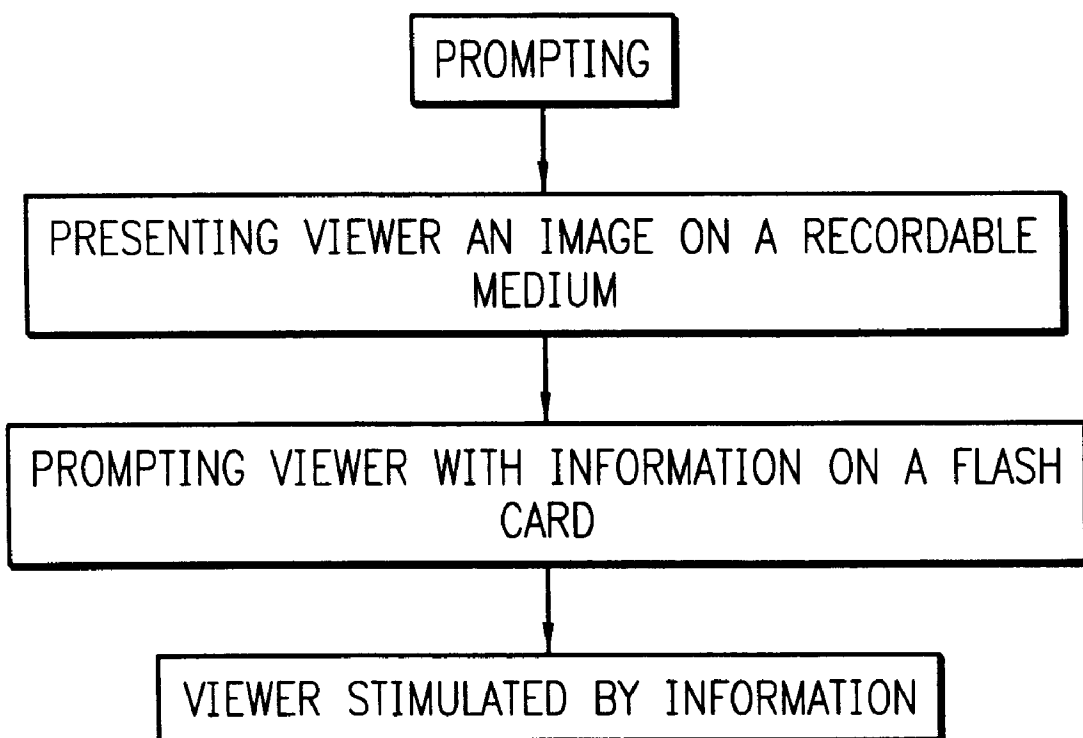 PROMPTING
PRESENTING VIEWER AN IMAGE ON A RECORDABLE
MEDIUM
PROMPTING VIEWER WITH INFORMATION ON A FLASH
CARD
VIEWER STIMULATED BY INFORMATION